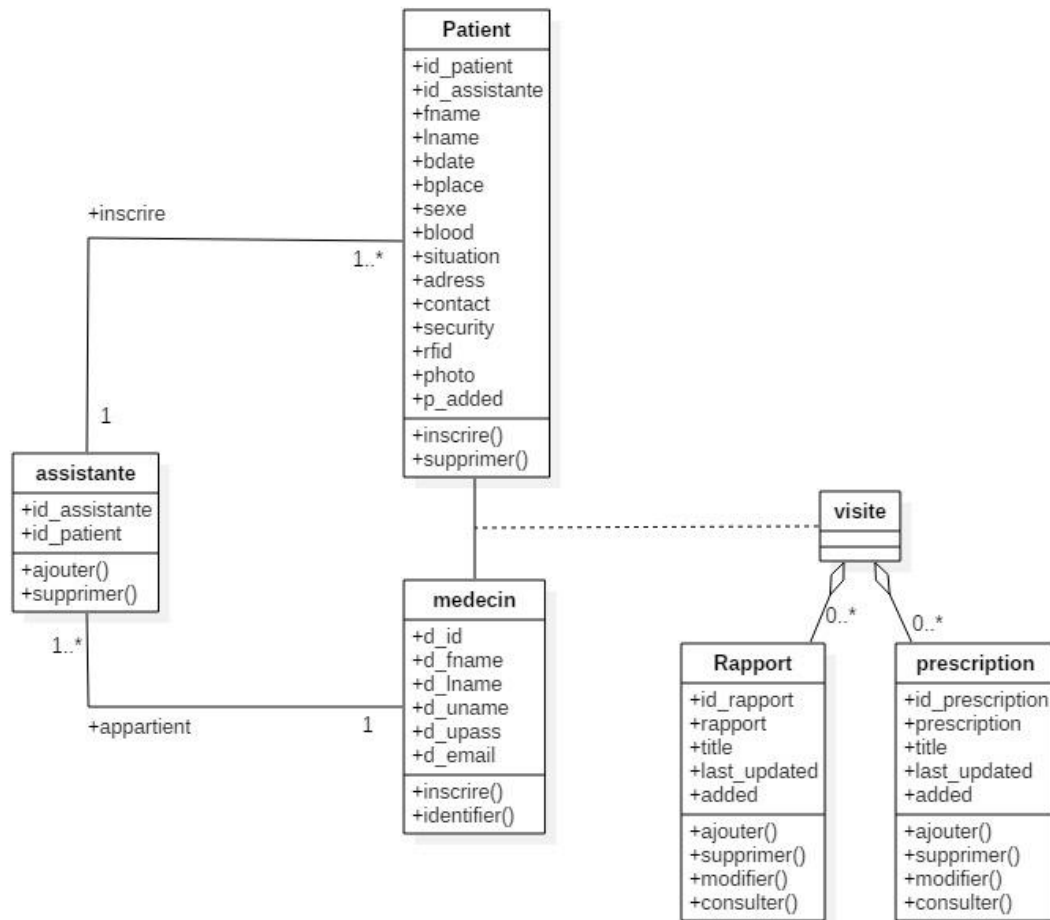 Patient
+id_patient
+id_assistante
+fname
+lname
+bdate
+bplace
+sexe
+blood
+situation
+adress
+contact
+security
+rfid
+photo
+p_added
+inscrire()
+supprimer()
+inscrire
1..*
1
assistante
+id_assistante
+id_patient
+ajouter()
+supprimer()
1..*
+appartient
1
medecin
+d_id
+d_fname
+d_lname
+d_uname
+d_upass
+d_email
+inscrire()
+identifier()
visite
0..*
0..*
Rapport
+id_rapport
+rapport
+title
+last_updated
+added
+ajouter()
+supprimer()
+modifier()
+consulter()
prescription
+id_prescription
+prescription
+title
+last_updated
+added
+ajouter()
+supprimer()
+modifier()
+consulter()